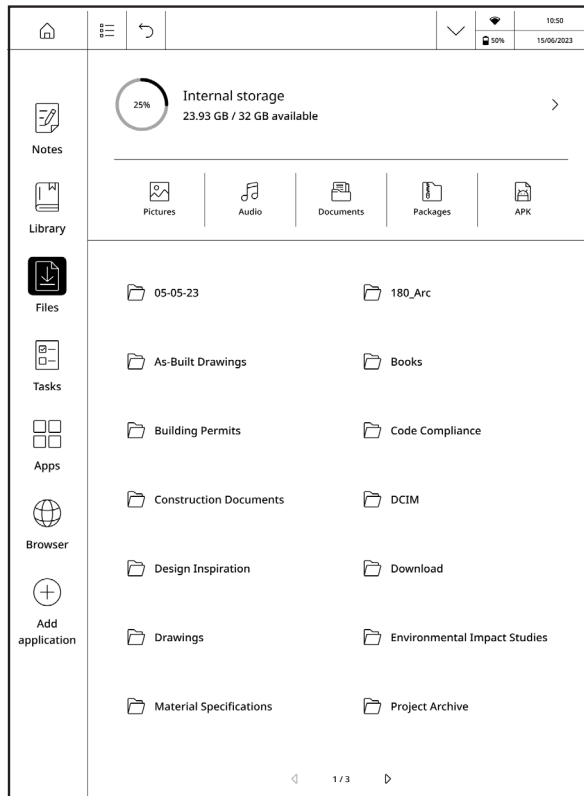 10:50
50%
15/06/2023
Notes
Library
Files
Tasks
Apps
Browser
Add
application
25%
Internal storage
23.93 GB / 32 GB available
Pictures
Audio
Documents
Packages
APK
05-05-23
180_Arc
As-Built Drawings
Books
Building Permits
Code Compliance
Construction Documents
DCIM
Design Inspiration
Download
Drawings
Environmental Impact Studies
Material Specifications
Project Archive
1 / 3